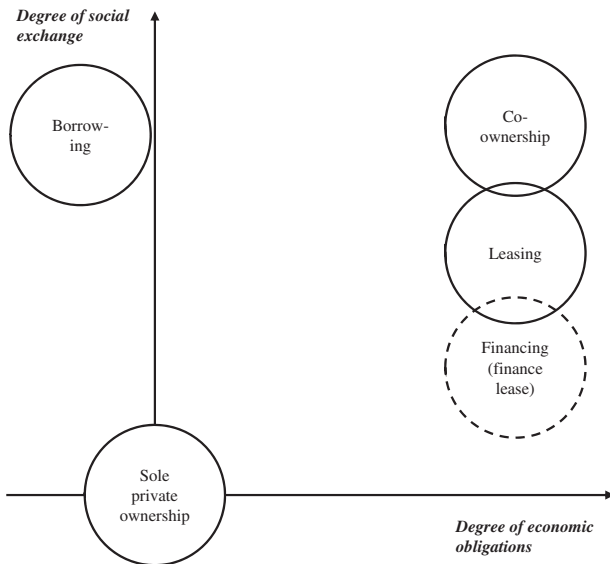 Degree of social
exchange
Borrow-
ing
Co-
ownership
Leasing
Financing
(finance
lease)
Sole
private
ownership
Degree of economic
obligations